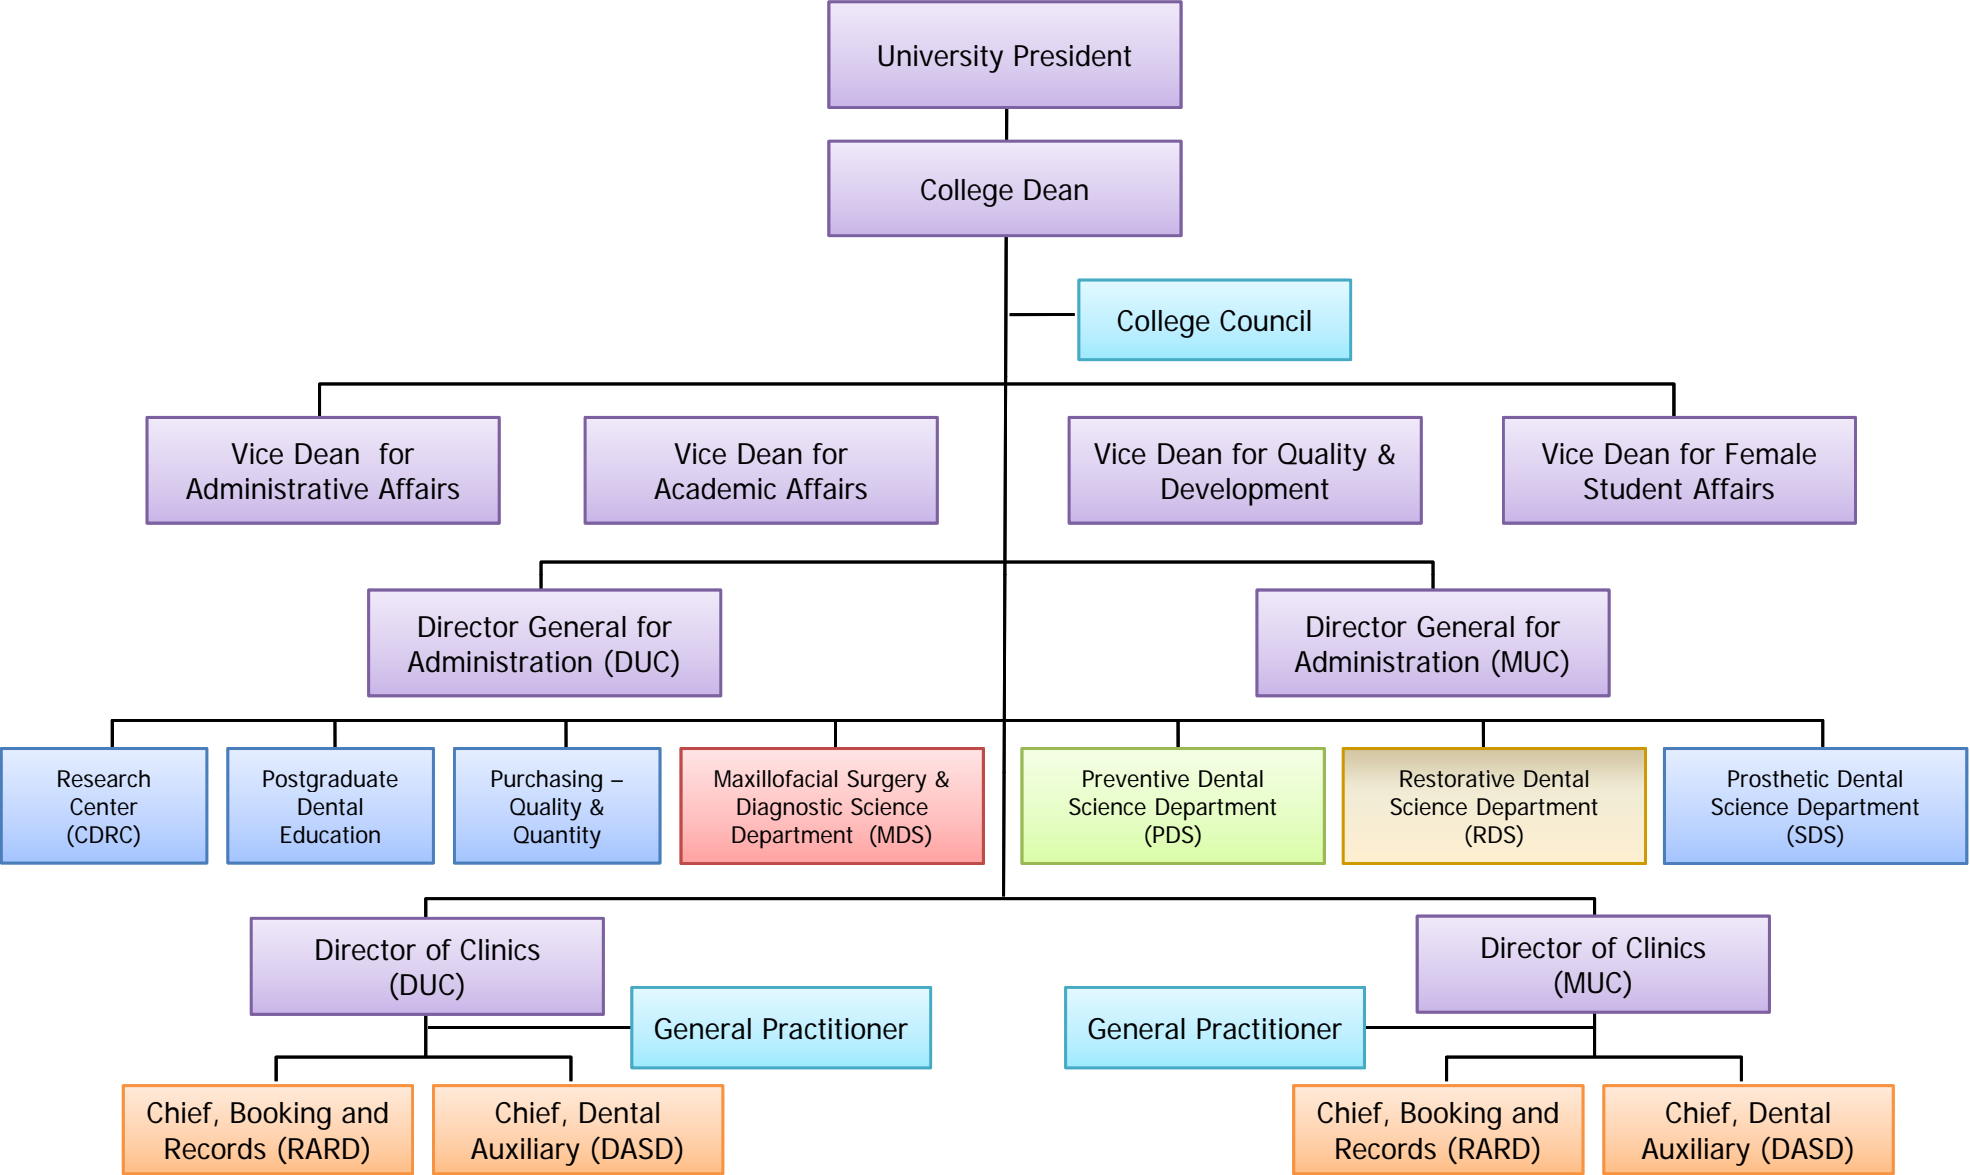 University President
College Dean
College Council
Vice Dean  for
Administrative Affairs
Vice Dean for
Academic Affairs
Vice Dean for Quality &
Development
Vice Dean for Female
Student Affairs
Director General for
Administration (DUC)
Director General for
Administration (MUC)
Research
Center
(CDRC)
Postgraduate
Dental
Education
Purchasing –
Quality &
Quantity
Maxillofacial Surgery &
Diagnostic Science
Department  (MDS)
Preventive Dental
Science Department
(PDS)
Restorative Dental
Science Department
(RDS)
Prosthetic Dental
Science Department
(SDS)
Director of Clinics
(DUC)
Director of Clinics
(MUC)
General Practitioner
General Practitioner
Chief, Booking and
Records (RARD)
Chief, Dental
Auxiliary (DASD)
Chief, Booking and
Records (RARD)
Chief, Dental
Auxiliary (DASD)